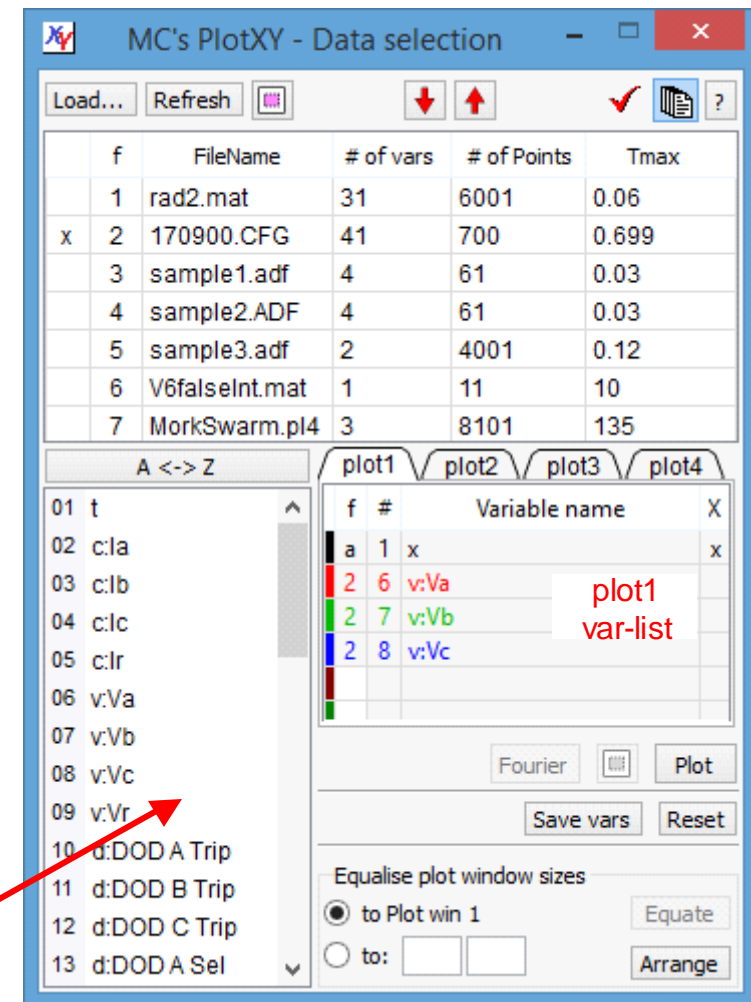 MC's PlotXY - Data selection
Load... Refresh ?
f FileName # of vars # of Points Tmax
1 rad2.mat 31 6001 0.06
x 2 170900.CFG 41 700 0.699
3 sample1.adf 4 61 0.03
4 sample2.ADF 4 61 0.03
5 sample3.adf 2 4001 0.12
6 V6falseInt.mat 1 11 10
7 MorkSwarm.pl4 3 8101 135
A <-> Z
01 t
02 c:Ia
03 c:Ib
04 c:Ic
05 c:Ir
06 v:Va
07 v:Vb
08 v:Vc
09 v:Vr
10 d:DOD A Trip
11 d:DOD B Trip
12 d:DOD C Trip
13 d:DOD A Sel
plot1 plot2 plot3 plot4
f # Variable name X
a 1 x x
2 6 v:Va
2 7 v:Vb
2 8 v:Vc
plot1
var-list
Fourier Plot
Save vars Reset
Equalise plot window sizes
to Plot win 1 Equate
to: Arrange